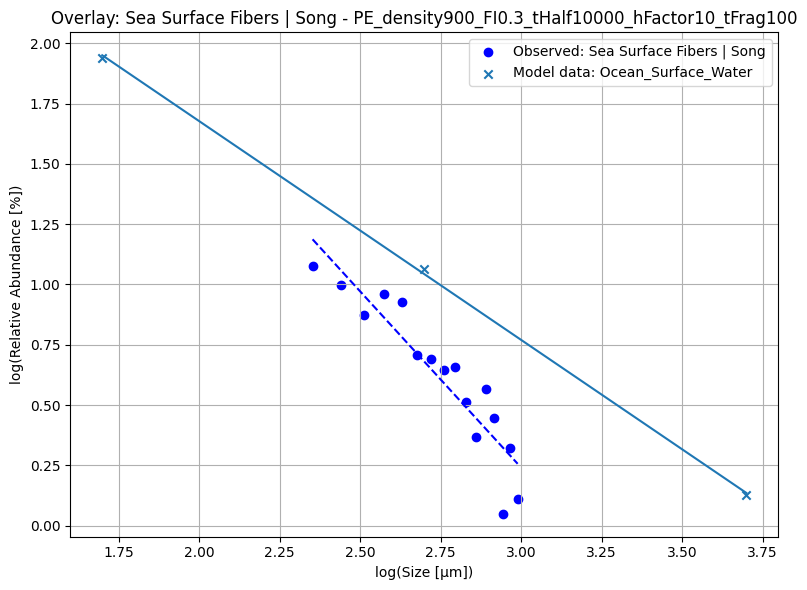 Overlay: Sea Surface Fibers | Song - PE_density900_FI0.3_tHalf10000_hFactor10_tFrag100
Observed: Sea Surface Fibers | Song
Model data: Ocean_Surface_Water
log(Relative Abundance [%])
2.00
1.75
1.50
1.25
1.00
0.75
0.50
0.25
0.00
1.75 2.00 2.25 2.50 2.75 3.00 3.25 3.50 3.75
log(Size [µm])